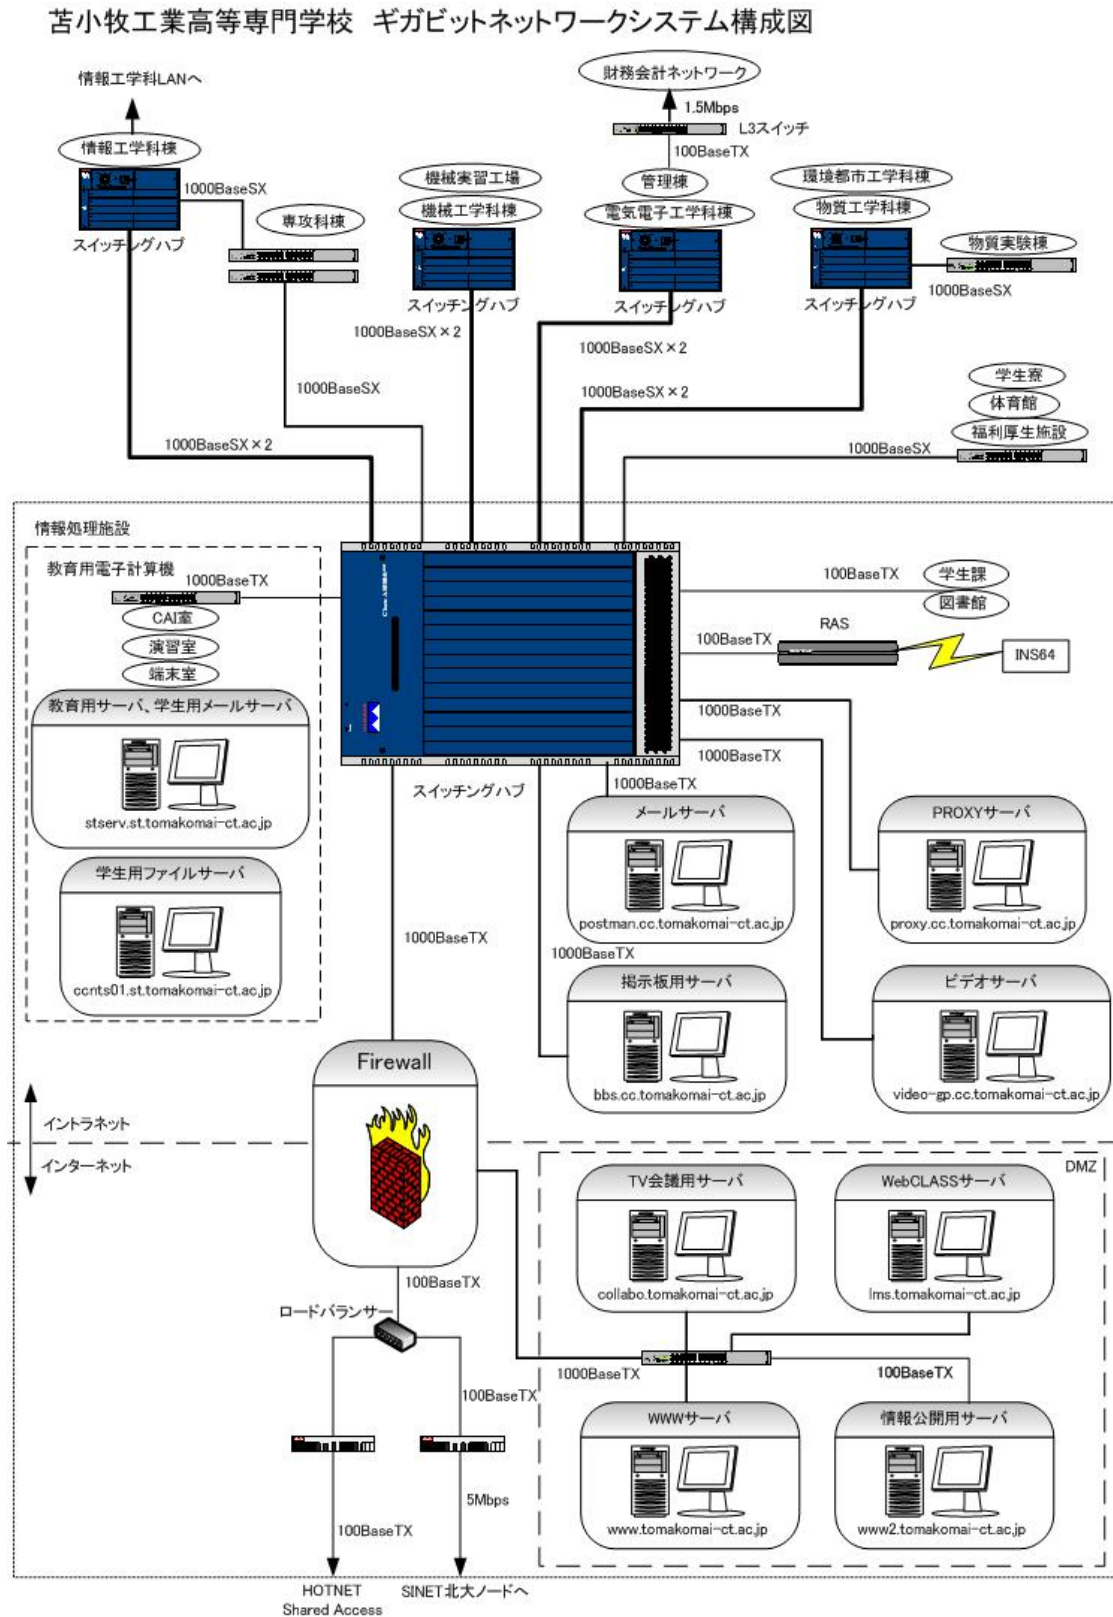 苫小牧工業高等専門学校 ギガビットネットワークシステム構成図
情報工学科LANへ
財務会計ネットワーク
1.5Mbps
L3スイッチ
100BaseTX
情報工学科棟
1000BaseSX
スイッチングハブ
専攻科棟
機械実習工場
機械工学科棟
スイッチングハブ
管理棟
電気電子工学科棟
スイッチングハブ
環境都市工学科棟
物質工学科棟
スイッチングハブ
物質実験棟
1000BaseSX
1000BaseSX×2
1000BaseSX×2
1000BaseSX×2
1000BaseSX
1000BaseSX×2
学生寮
体育館
福利厚生施設
1000BaseSX
情報処理施設
教育用電子計算機
1000BaseTX
CAI室
演習室
端末室
教育用サーバ、学生用メールサーバ
stserv.st.tomakomai-ct.ac.jp
学生用ファイルサーバ
ccnts01.st.tomakomai-ct.ac.jp
スイッチングハブ
100BaseTX
学生課
図書館
100BaseTX
RAS
INS64
1000BaseTX
1000BaseTX
1000BaseTX
メールサーバ
postman.cc.tomakomai-ct.ac.jp
PROXYサーバ
proxy.cc.tomakomai-ct.ac.jp
1000BaseTX
1000BaseTX
掲示板用サーバ
bbs.cc.tomakomai-ct.ac.jp
ビデオサーバ
video-gp.cc.tomakomai-ct.ac.jp
Firewall
イントラネット
インターネット
DMZ
TV会議用サーバ
collabo.tomakomai-ct.ac.jp
WebCLASSサーバ
lms.tomakomai-ct.ac.jp
100BaseTX
ロードバランサー
1000BaseTX
100BaseTX
100BaseTX
WWWサーバ
www.tomakomai-ct.ac.jp
情報公開用サーバ
www2.tomakomai-ct.ac.jp
5Mbps
100BaseTX
HOTNET
Shared Access
SINET北大ノードへ